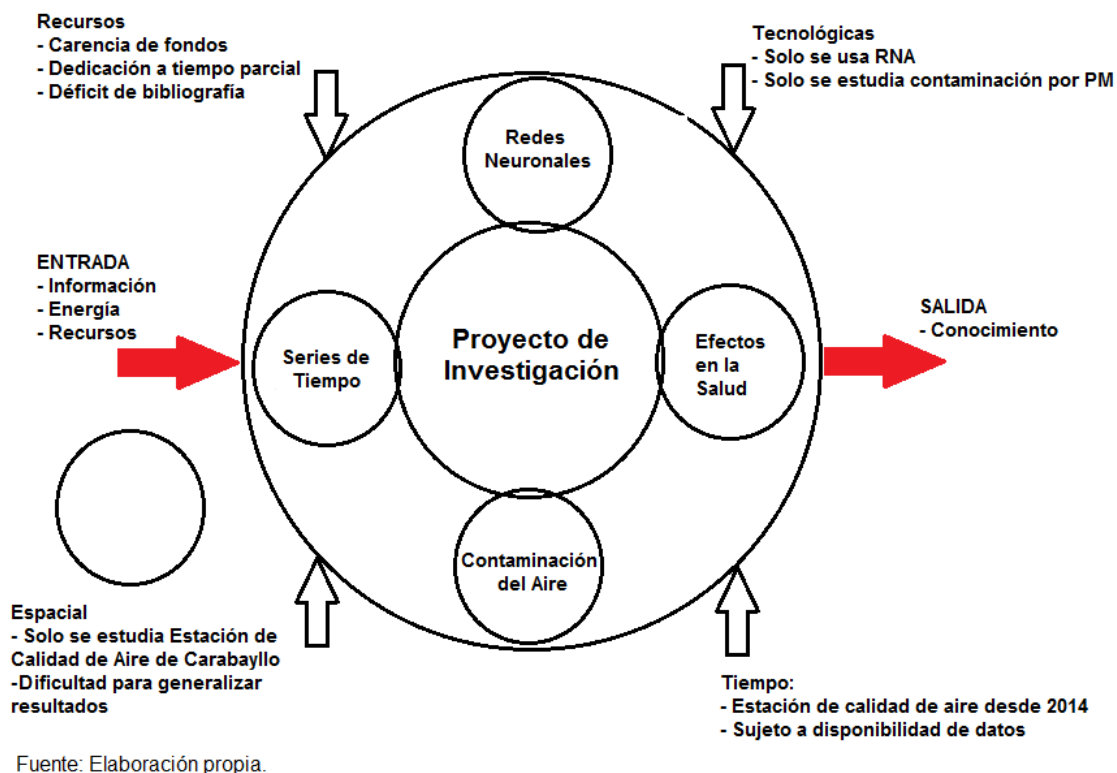 Recursos
- Carencia de fondos
- Dedicación a tiempo parcial
- Déficit de bibliografía
Tecnológicas
- Solo se usa RNA
- Solo se estudia contaminación por PM
Redes
Neuronales
ENTRADA
- Información
- Energía
- Recursos
Series de
Tiempo
Proyecto de
Investigación
Efectos
en la
Salud
SALIDA
- Conocimiento
Contaminación
del Aire
Espacial
- Solo se estudia Estación de
Calidad de Aire de Carabayllo
-Dificultad para generalizar
resultados
Tiempo:
- Estación de calidad de aire desde 2014
- Sujeto a disponibilidad de datos
Fuente: Elaboración propia.